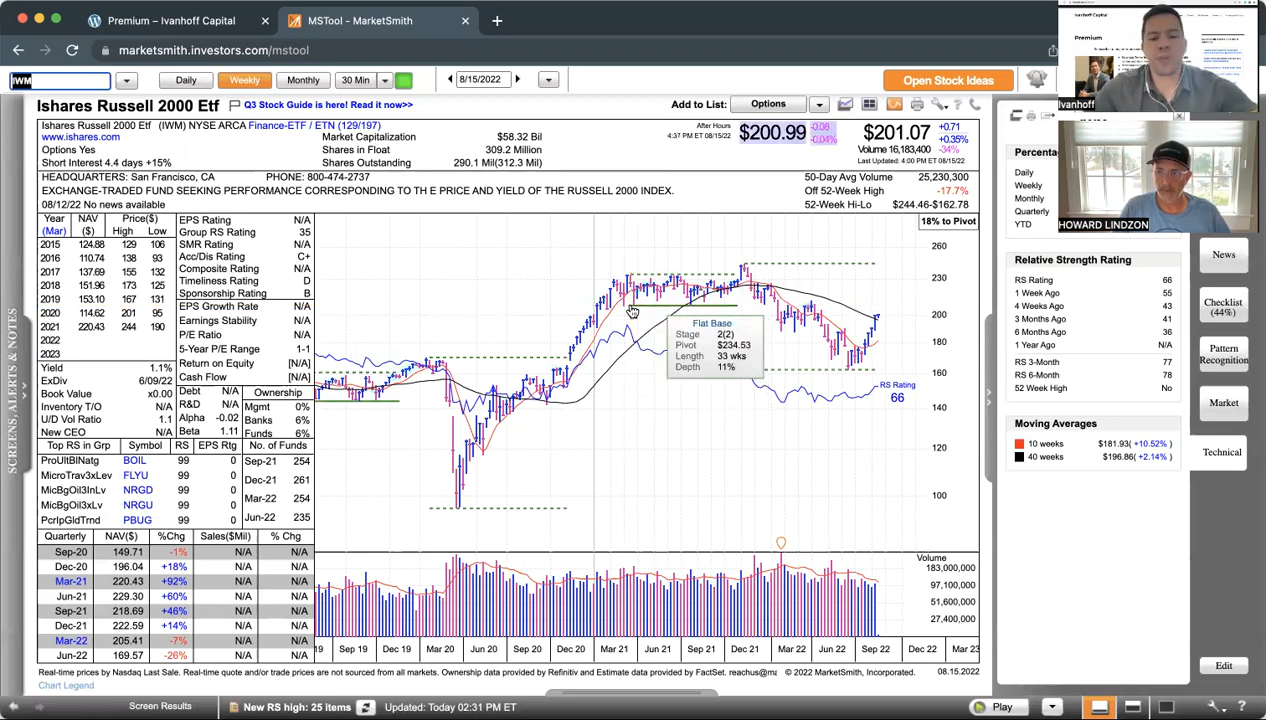 Premium – Ivanhoff Capital
MSTool - MarketSmith
marketsmith.investors.com/mstool
IWM
Daily
Weekly
Monthly
30 Min
8/15/2022
Open Stock Ideas
Ishares Russell 2000 Etf
Q3 Stock Guide is here! Read it now>>
Add to List:
Options
Ishares Russell 2000 Etf (IWM) NYSE ARCA Finance-ETF / ETN (129/197)
www.ishares.com
Options Yes
Short Interest 4.4 days +15%
Market Capitalization $58.32 Bil
Shares in Float 309.2 Million
Shares Outstanding 290.1 Mil(312.3 Mil)
After Hours
4:37 PM ET 08/15/22
$200.99
-0.08
-0.04%
$201.07
+0.71
+0.35%
Volume 16,183,400 -34%
Last Updated: 4:00 PM ET 08/15/22
HEADQUARTERS: San Francisco, CA PHONE: 800-474-2737
EXCHANGE-TRADED FUND SEEKING PERFORMANCE CORRESPONDING TO TH E PRICE AND YIELD OF THE RUSSELL 2000 INDEX.
08/12/22 No news available
50-Day Avg Volume 25,230,300
Off 52-Week High -17.7%
52-Week Hi-Lo $244.46-$162.78
Year NAV Price($)
(Mar) ($) High Low
2015 124.88 129 106
2016 110.74 138 93
2017 137.69 155 132
2018 151.96 173 125
2019 153.10 167 131
2020 114.62 201 95
2021 220.43 244 195
2022
2023
Yield 1.1%
ExDiv 6/09/22
Book Value x0.00
Inventory T/O N/A
U/D Vol Ratio 1.1
New CEO N/A
EPS Rating N/A
Group RS Rating 35
SMR Rating N/A
Acc/Dis Rating C+
Composite Rating N/A
Timeliness Rating D
Sponsorship Rating B
EPS Growth Rate N/A
Earnings Stability N/A
P/E Ratio N/A
5-Year P/E Range 1-1
Return on Equity [N/A]
Cash Flow [N/A]
Debt N/A
R&D N/A
Alpha -0.02
Beta 1.11
Ownership
Mgmt 0%
Banks 6%
Funds 6%
Top RS in Grp Symbol RS EPS Rtg
ProUltBlNatg BOIL 99 0
MicroTrav3xLev FLYU 99 0
MicBgOil3InLv NRGD 99 0
MicBgOil3xLv NRGU 99 0
PcrlpGldTrnd PBUG 99 0
No. of Funds
Sep-21 254
Dec-21 261
Mar-22 254
Jun-22 235
Quarterly NAV($) %Chg Sales($Mil) % Chg
Sep-20 149.71 -1% N/A N/A
Dec-20 196.04 +18% N/A N/A
Mar-21 220.43 +92% N/A N/A
Jun-21 229.30 +60% N/A N/A
Sep-21 218.69 +46% N/A N/A
Dec-21 222.59 +14% N/A N/A
Mar-22 205.41 -7% N/A N/A
Jun-22 169.57 -26% N/A N/A
18% to Pivot
260
230
200
180
160
140
120
100
Flat Base
Stage 2(2)
Pivot $234.53
Length 33 wks
Depth 11%
RS Rating
66
Volume
183,000,000
97,100,000
51,600,000
27,400,000
19 Sep 19 Dec 19 Mar 20 Jun 20 Sep 20 Dec 20 Mar 21 Jun 21 Sep 21 Dec 21 Mar 22 Jun 22 Sep 22 Dec 22 Mar 23
Real-time prices by Nasdaq Last Sale. Real-time quote and/or trade prices are not sourced from all markets. Ownership data provided by Refinitiv and Estimate data provided by FactSet. reachus@ma © 2022 MarketSmith. 08.15.2022
Chart Legend
SCREENS, ALERTS & NOTES
Screen Results
New RS high: 25 items
Updated: Today 02:31 PM ET
Play
Percenta
Daily
Weekly
Monthly
Quarterly
YTD
Relative Strength Rating
RS Rating 66
1 Week Ago 55
4 Weeks Ago 43
3 Months Ago 41
6 Months Ago 36
1 Year Ago N/A
RS 3-Month 77
RS 6-Month 78
52 Week High No
Moving Averages
10 weeks $181.93(+10.52%)
40 weeks $196.86(+2.14%)
News
Checklist
(44%)
Pattern
Recognition
Market
Technical
Edit
Ivanhoff Capital
Premium
Ivanhoff
HOWARD LINDZON